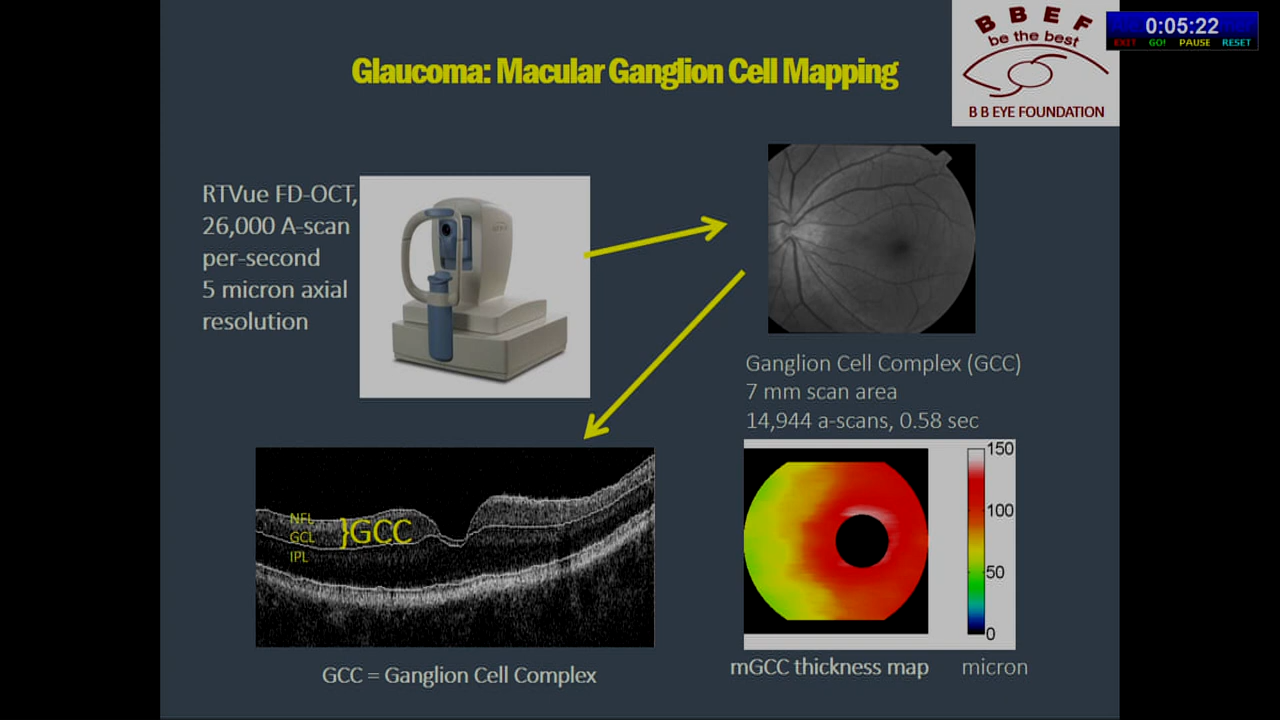 BBEF
be the best
B B EYE FOUNDATION
0:05:22
EXIT GO! PAUSE RESET
Glaucoma: Macular Ganglion Cell Mapping
RTVue FD-OCT,
26,000 A-scan
per-second
5 micron axial
resolution
Ganglion Cell Complex (GCC)
7 mm scan area
14,944 a-scans, 0.58 sec
NFL
GCL
IPL
}GCC
GCC = Ganglion Cell Complex
150
100
50
0
mGCC thickness map
micron